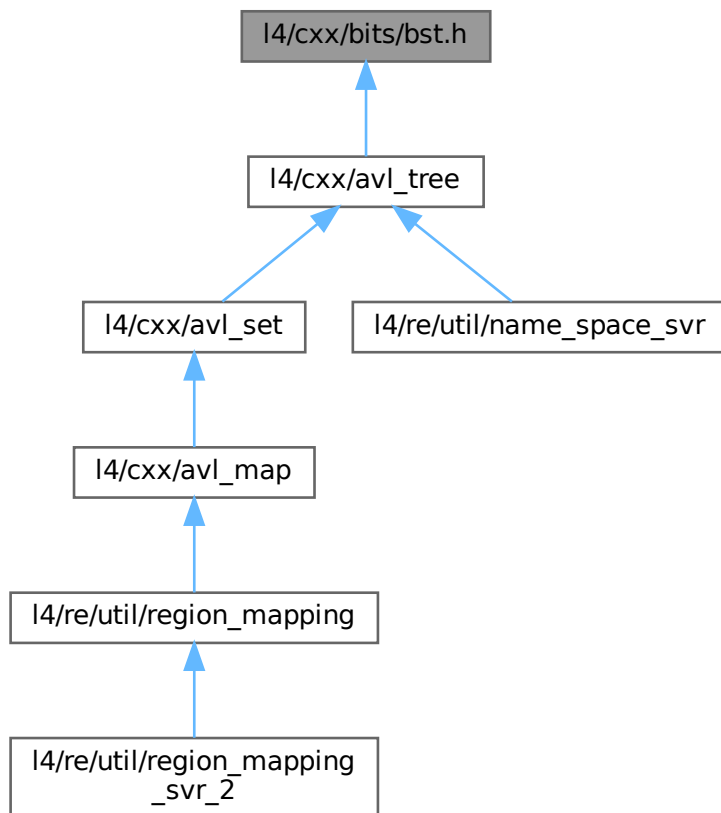 l4/cxx/bits/bst.h
l4/cxx/avl_tree
l4/cxx/avl_set
l4/re/util/name_space_svr
l4/cxx/avl_map
l4/re/util/region_mapping
l4/re/util/region_mapping
_svr_2